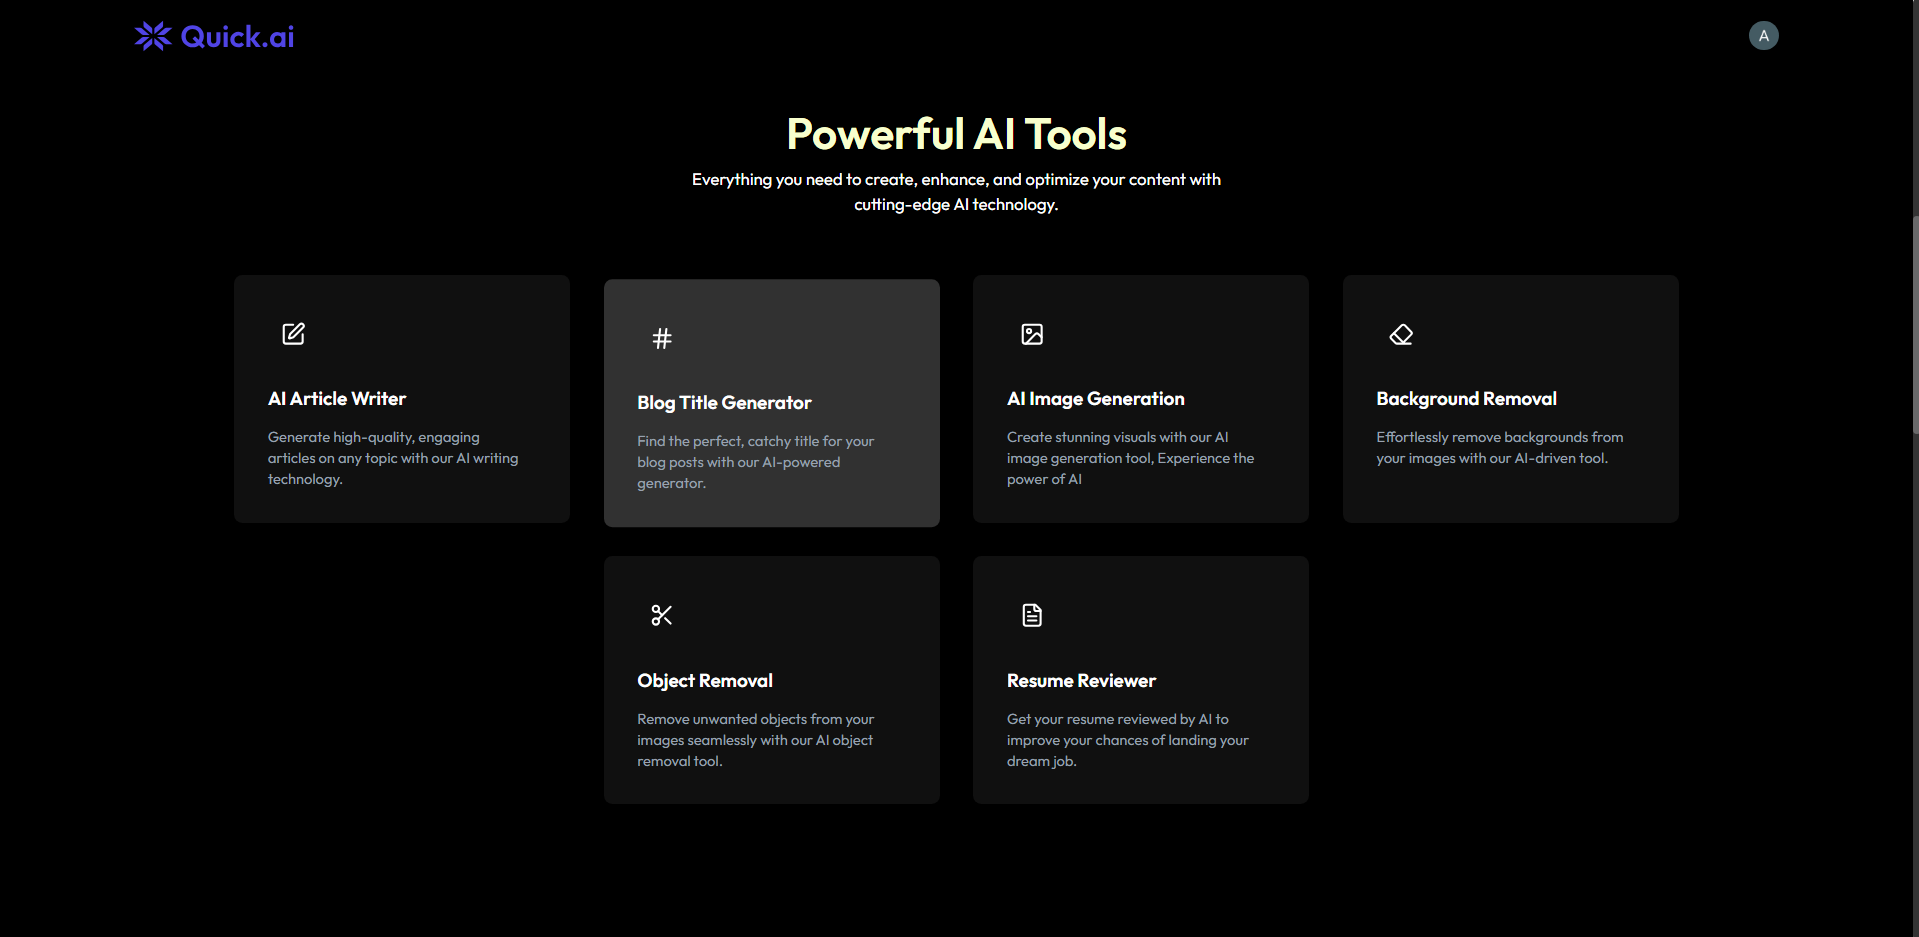 Quick.ai
A
Powerful AI Tools
Everything you need to create, enhance, and optimize your content with
cutting-edge AI technology.
AI Article Writer
Generate high-quality, engaging
articles on any topic with our AI writing
technology.
Blog Title Generator
Find the perfect, catchy title for your
blog posts with our AI-powered
generator.
AI Image Generation
Create stunning visuals with our AI
image generation tool, Experience the
power of AI
Background Removal
Effortlessly remove backgrounds from
your images with our AI-driven tool.
Object Removal
Remove unwanted objects from your
images seamlessly with our AI object
removal tool.
Resume Reviewer
Get your resume reviewed by AI to
improve your chances of landing your
dream job.